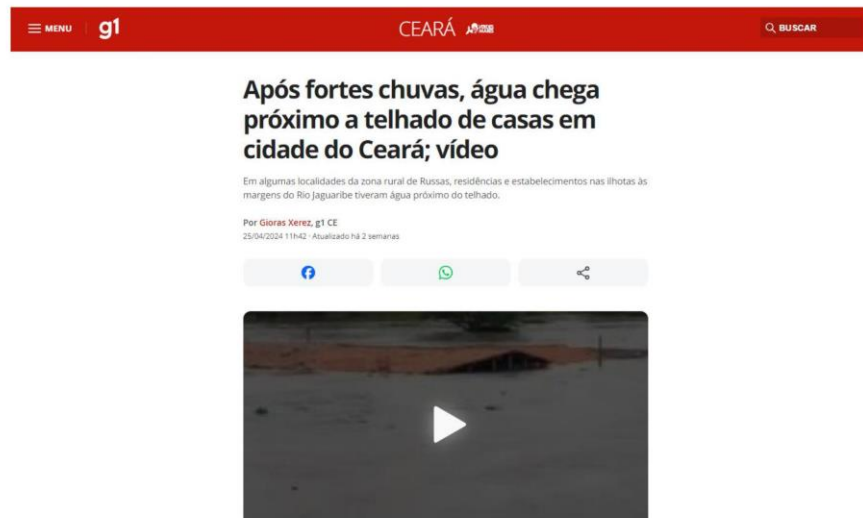 MENU
g1
CEARÁ
BUSCAR
Após fortes chuvas, água chega
próximo a telhado de casas em
cidade do Ceará; vídeo
Em algumas localidades da zona rural de Russas, residências e estabelecimentos nas ilhotas às
margens do Rio Jaguaribe tiveram água próximo do telhado.
Por Gioras Xerez, g1 CE
25/04/2024 11h42 · Atualizado há 2 semanas